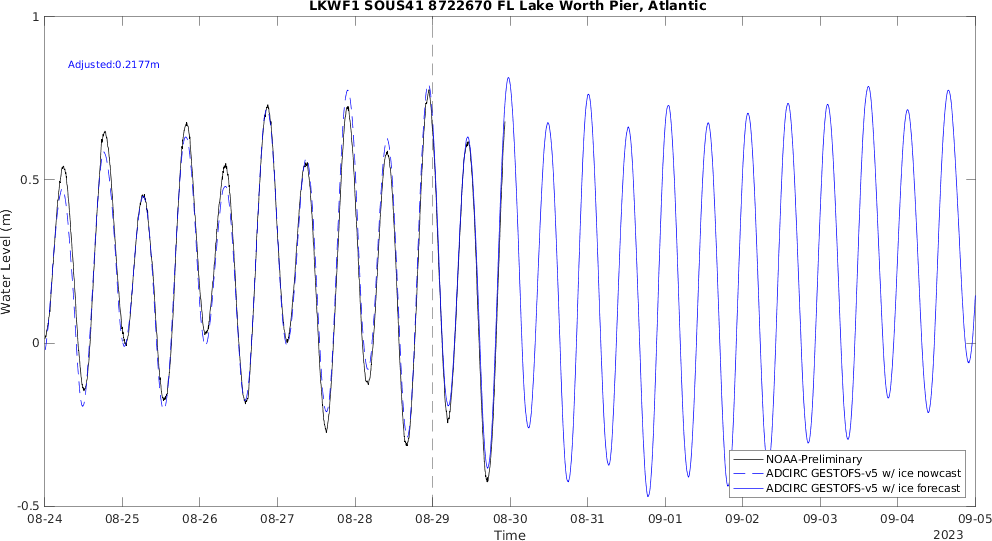 LKWF1 SOUS41 8722670 FL Lake Worth Pier, Atlantic
1
Adjusted:0.2177m
0.5
Water Level (m)
0
NOAA-Preliminary
ADCIRC GESTOFS-v5 w/ ice nowcast
ADCIRC GESTOFS-v5 w/ ice forecast
-0.5
08-24 08-25 08-26 08-27 08-28 08-29 08-30 08-31 09-01 09-02 09-03 09-04 09-05
Time
2023